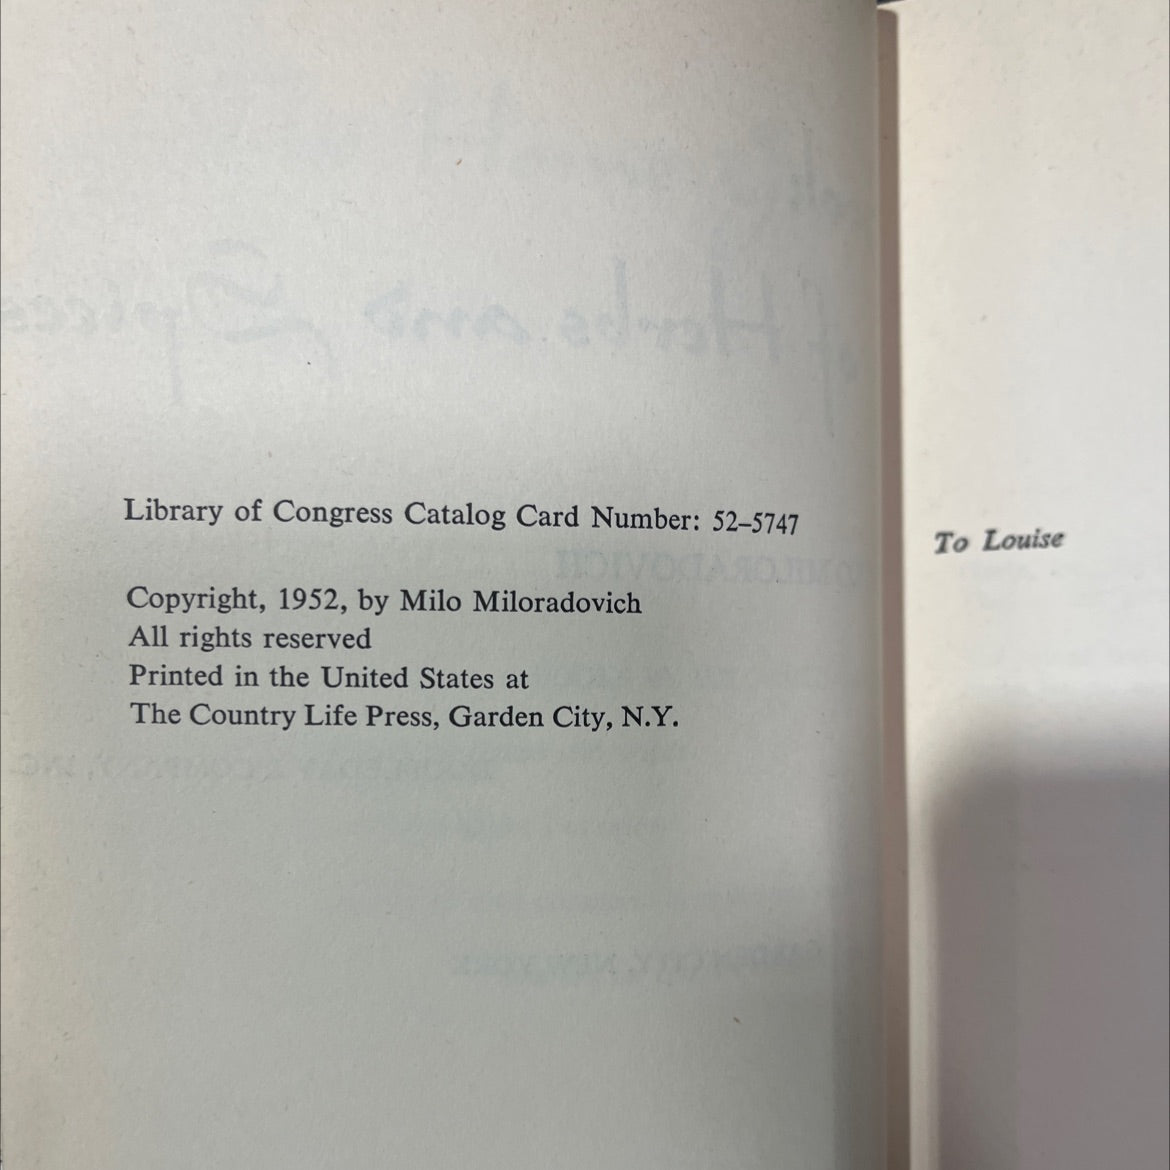 Library of Congress Catalog Card Number: 52–5747
Copyright, 1952, by Milo Miloradovich
All rights reserved
Printed in the United States at
The Country Life Press, Garden City, N.Y.
To Louise